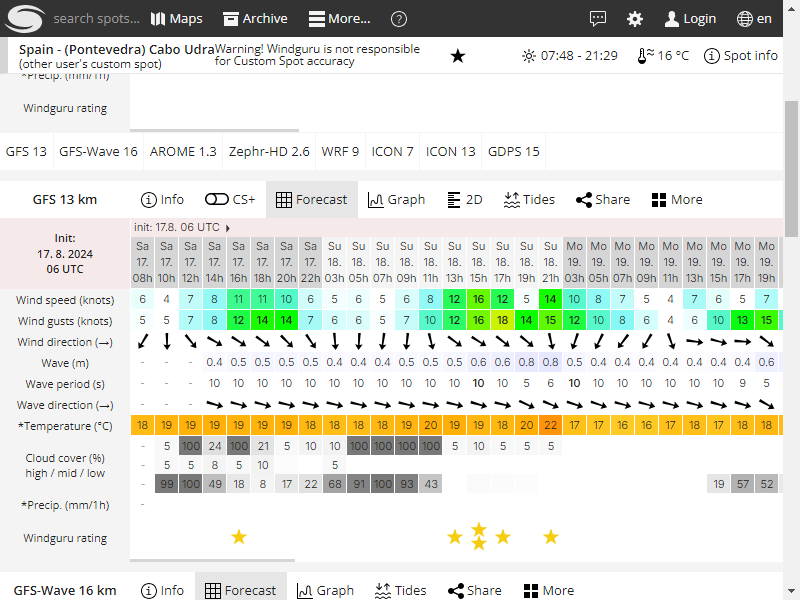 search spots... Maps Archive More... ? Login en
Spain - (Pontevedra) Cabo Udra Warning! Windguru is not responsible
(other user's custom spot) for Custom Spot accuracy
07:48 - 21:29 16 °C Spot info
*Precip. (mm/1h)
Windguru rating
GFS 13 GFS-Wave 16 AROME 1.3 Zephr-HD 2.6 WRF 9 ICON 7 ICON 13 GDPS 15
GFS 13 km Info CS+ Forecast Graph 2D Tides Share More
init: 17.8. 06 UTC
Init:
17. 8. 2024
06 UTC
Sa Sa Sa Sa Sa Sa Sa Sa Su Su Su Su Su Su Su Su Su Su Mo Mo Mo Mo Mo Mo Mo Mo Mo
17. 17. 17. 17. 17. 17. 17. 17. 18. 18. 18. 18. 18. 18. 18. 18. 18. 18. 19. 19. 19. 19. 19. 19. 19. 19. 19.
08h 10h 12h 14h 16h 18h 20h 22h 03h 05h 07h 09h 11h 13h 15h 17h 19h 21h 03h 05h 07h 09h 11h 13h 15h 17h 19h
Wind speed (knots) 6 4 7 8 11 11 10 6 5 6 5 6 8 12 16 12 5 14 10 8 7 5 4 7 6 5 7
Wind gusts (knots) 5 5 7 8 12 14 14 7 6 6 5 7 10 12 16 18 14 15 12 10 8 6 4 6 10 13 15
Wind direction (→)
Wave (m) - - - 0.4 0.5 0.5 0.5 0.5 0.4 0.4 0.4 0.5 0.5 0.5 0.6 0.6 0.8 0.8 0.5 0.4 0.4 0.4 0.4 0.4 0.4 0.4 0.6
Wave period (s) - - - 10 10 10 10 10 10 10 10 10 10 10 10 10 5 6 10 10 10 10 10 10 10 9 5
Wave direction (→) - - -
*Temperature (°C) 18 19 19 19 19 19 19 18 18 18 18 19 20 19 19 18 20 22 17 17 16 16 17 18 17 18 18
Cloud cover (%)
high / mid / low
- 5 100 24 100 21 5 10 10 100 100 100 100 5 10 5 5 5
- 5 5 8 5 10 5
- 99 100 49 18 8 17 22 68 91 100 93 43 19 57 52
*Precip. (mm/1h) -
Windguru rating
GFS-Wave 16 km Info Forecast Graph Tides Share More